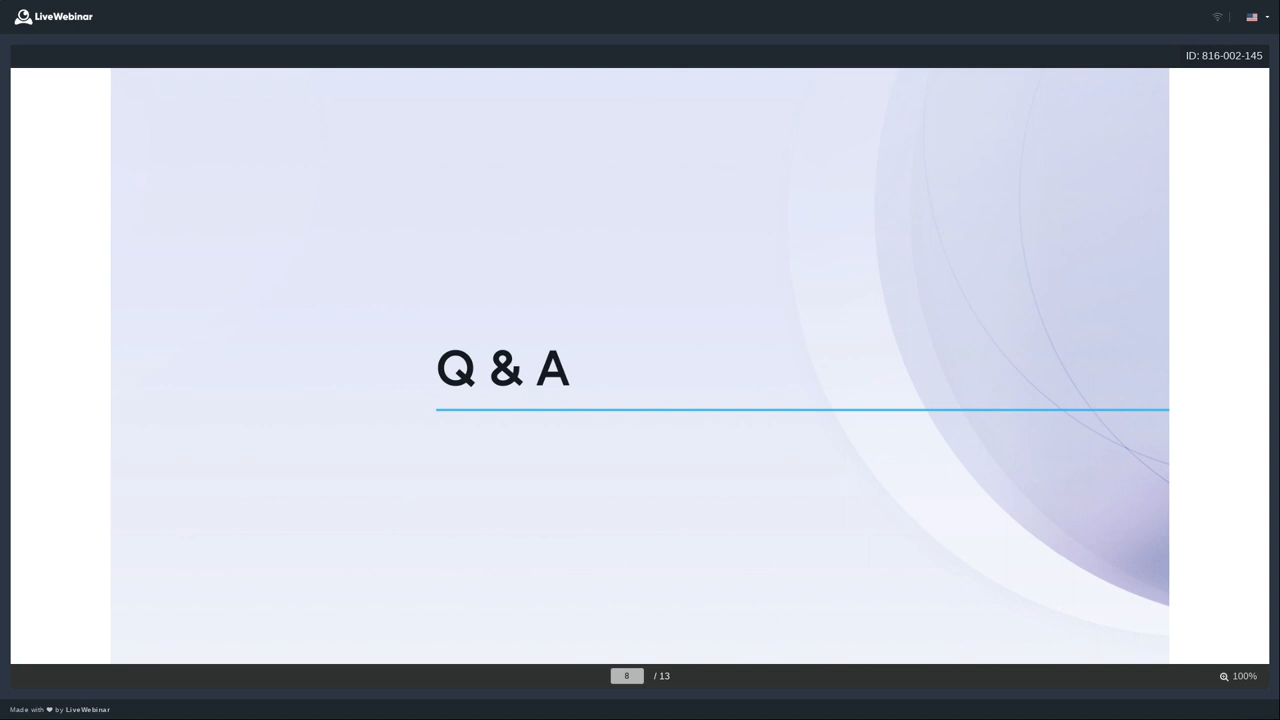 LiveWebinar
ID: 816-002-145
Q & A
8 / 13
100%
Made with ❤ by LiveWebinar